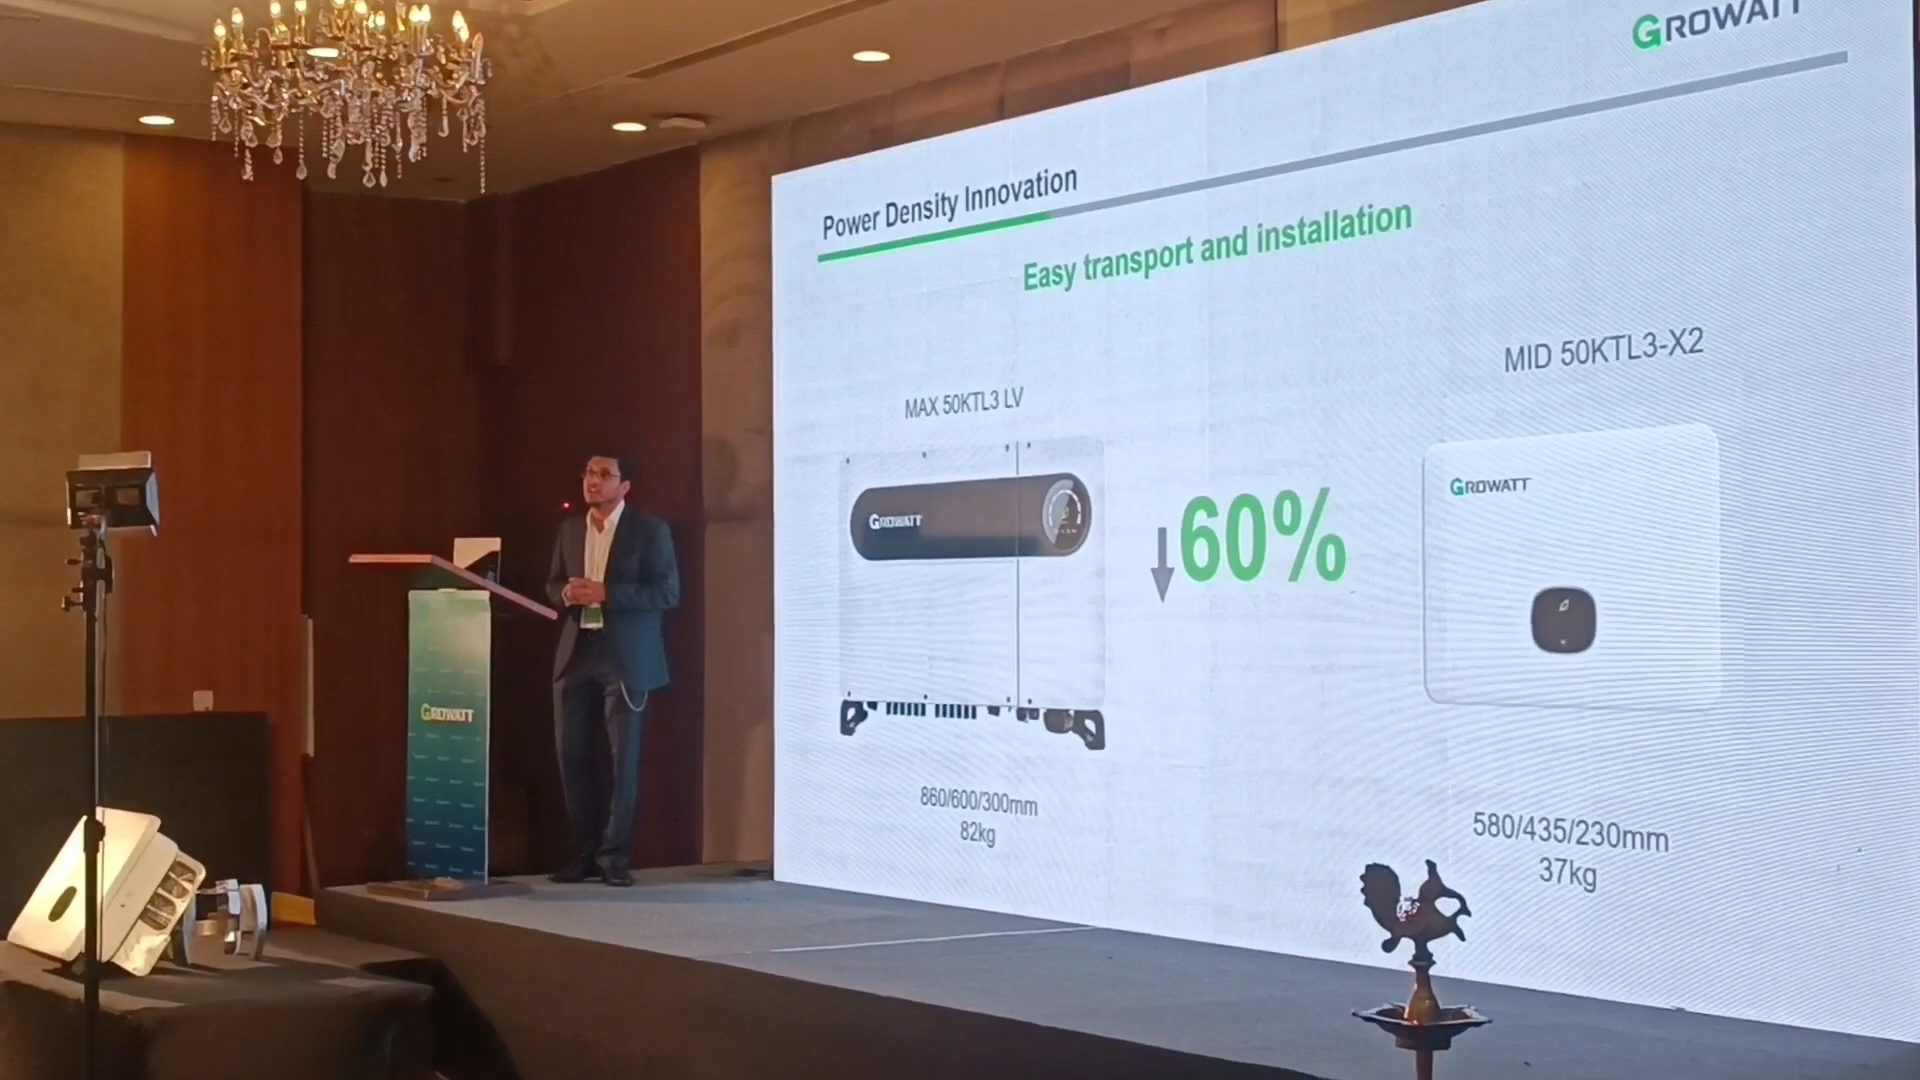 GROWATT
Power Density Innovation
Easy transport and installation
MAX 50KTL3 LV
MID 50KTL3-X2
GROWATT
GROWATT
↓60%
860/600/300mm
82kg
580/435/230mm
37kg
GROWATT